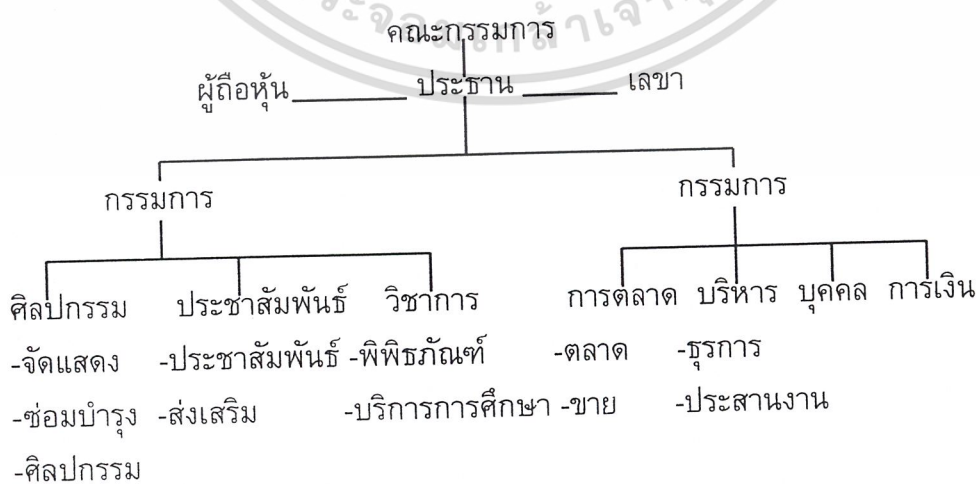 คณะกรรมการ
ผู้ถือหุ้น ประธาน เลขา
กรรมการ กรรมการ
ศิลปกรรม ประชาสัมพันธ์ วิชาการ การตลาด บริหาร บุคคล การเงิน
-จัดแสดง -ประชาสัมพันธ์ -พิพิธภัณฑ์ -ตลาด -ธุรการ
-ซ่อมบำรุง -ส่งเสริม -บริการการศึกษา -ขาย -ประสานงาน
-ศิลปกรรม